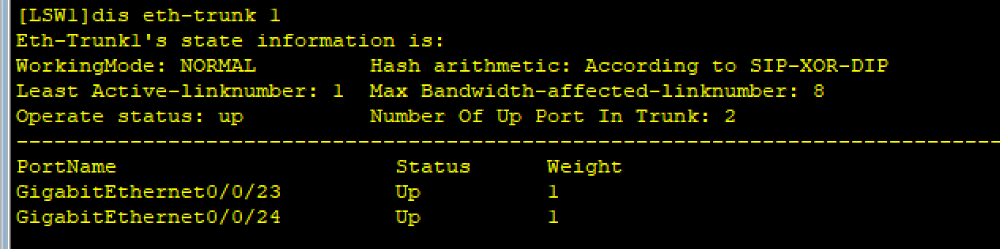 [LSW1]dis eth-trunk 1
Eth-Trunk1's state information is:
WorkingMode: NORMAL         Hash arithmetic: According to SIP-XOR-DIP
Least Active-linknumber: 1  Max Bandwidth-affected-linknumber: 8
Operate status: up          Number Of Up Port In Trunk: 2
--------------------------------------------------------------------------------
PortName                      Status      Weight
GigabitEthernet0/0/23         Up          1
GigabitEthernet0/0/24         Up          1